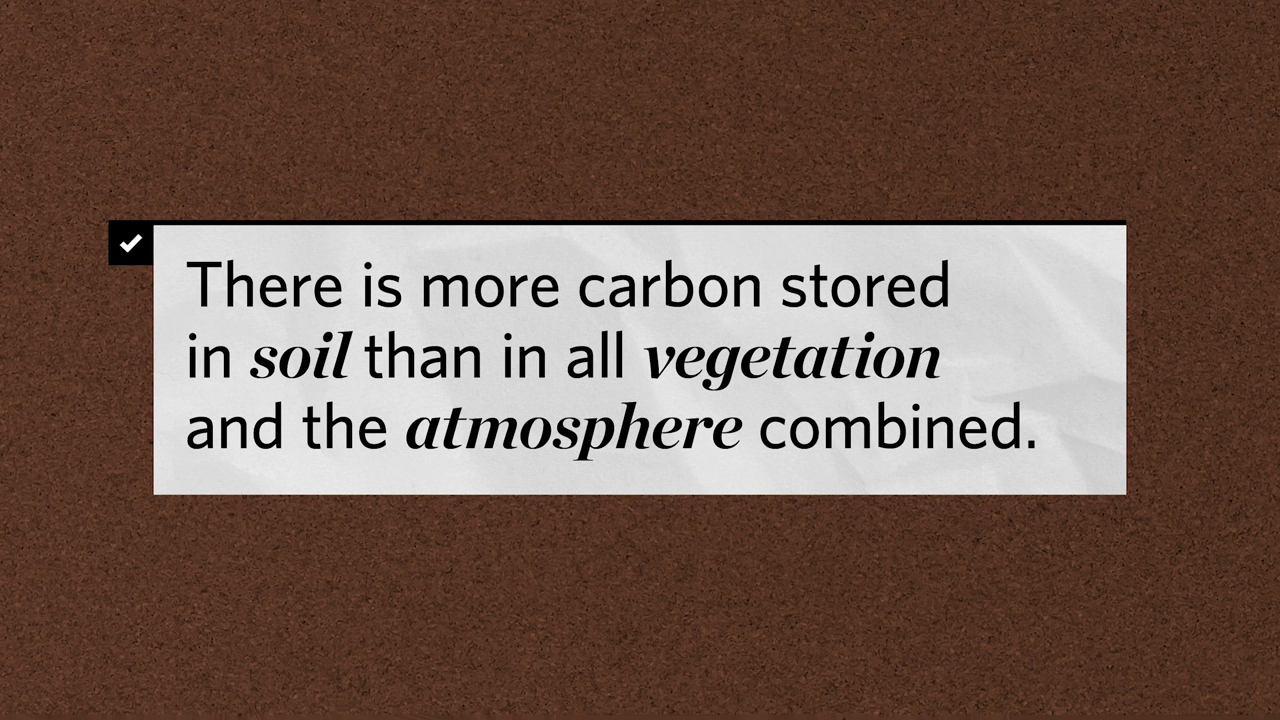 There is more carbon stored
in soil than in all vegetation
and the atmosphere combined.